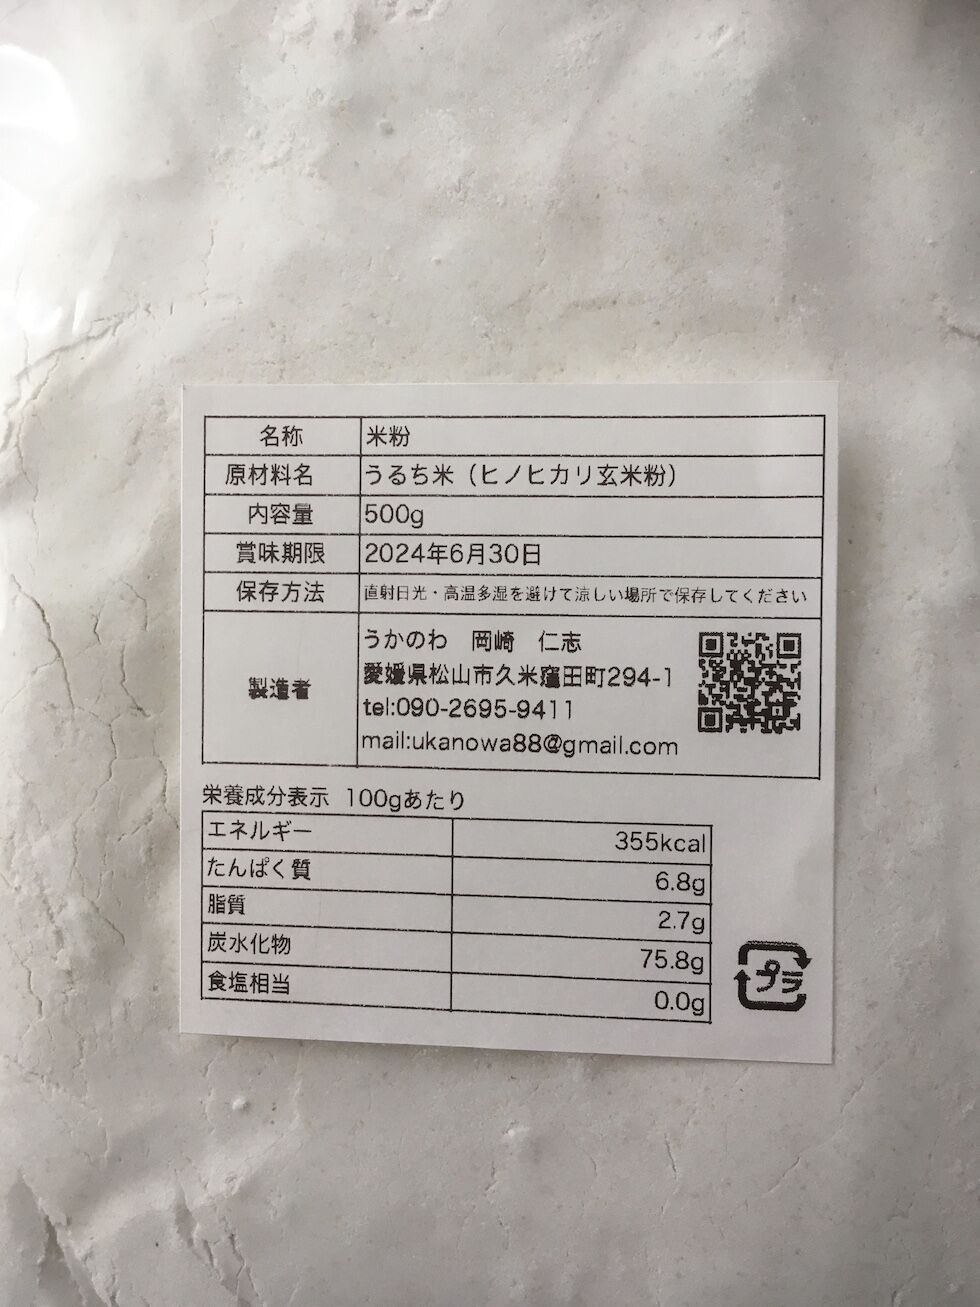 名称 米粉
原材料名 うるち米（ヒノヒカリ玄米粉）
内容量 500g
賞味期限 2024年6月30日
保存方法 直射日光・高温多湿を避けて涼しい場所で保存してください
製造者 うかのわ 岡崎 仁志
愛媛県松山市久米窪田町294-1
tel:090-2695-9411
mail:ukanowa88@gmail.com
栄養成分表示 100gあたり
エネルギー 355kcal
たんぱく質 6.8g
脂質 2.7g
炭水化物 75.8g
食塩相当 0.0g
プラ